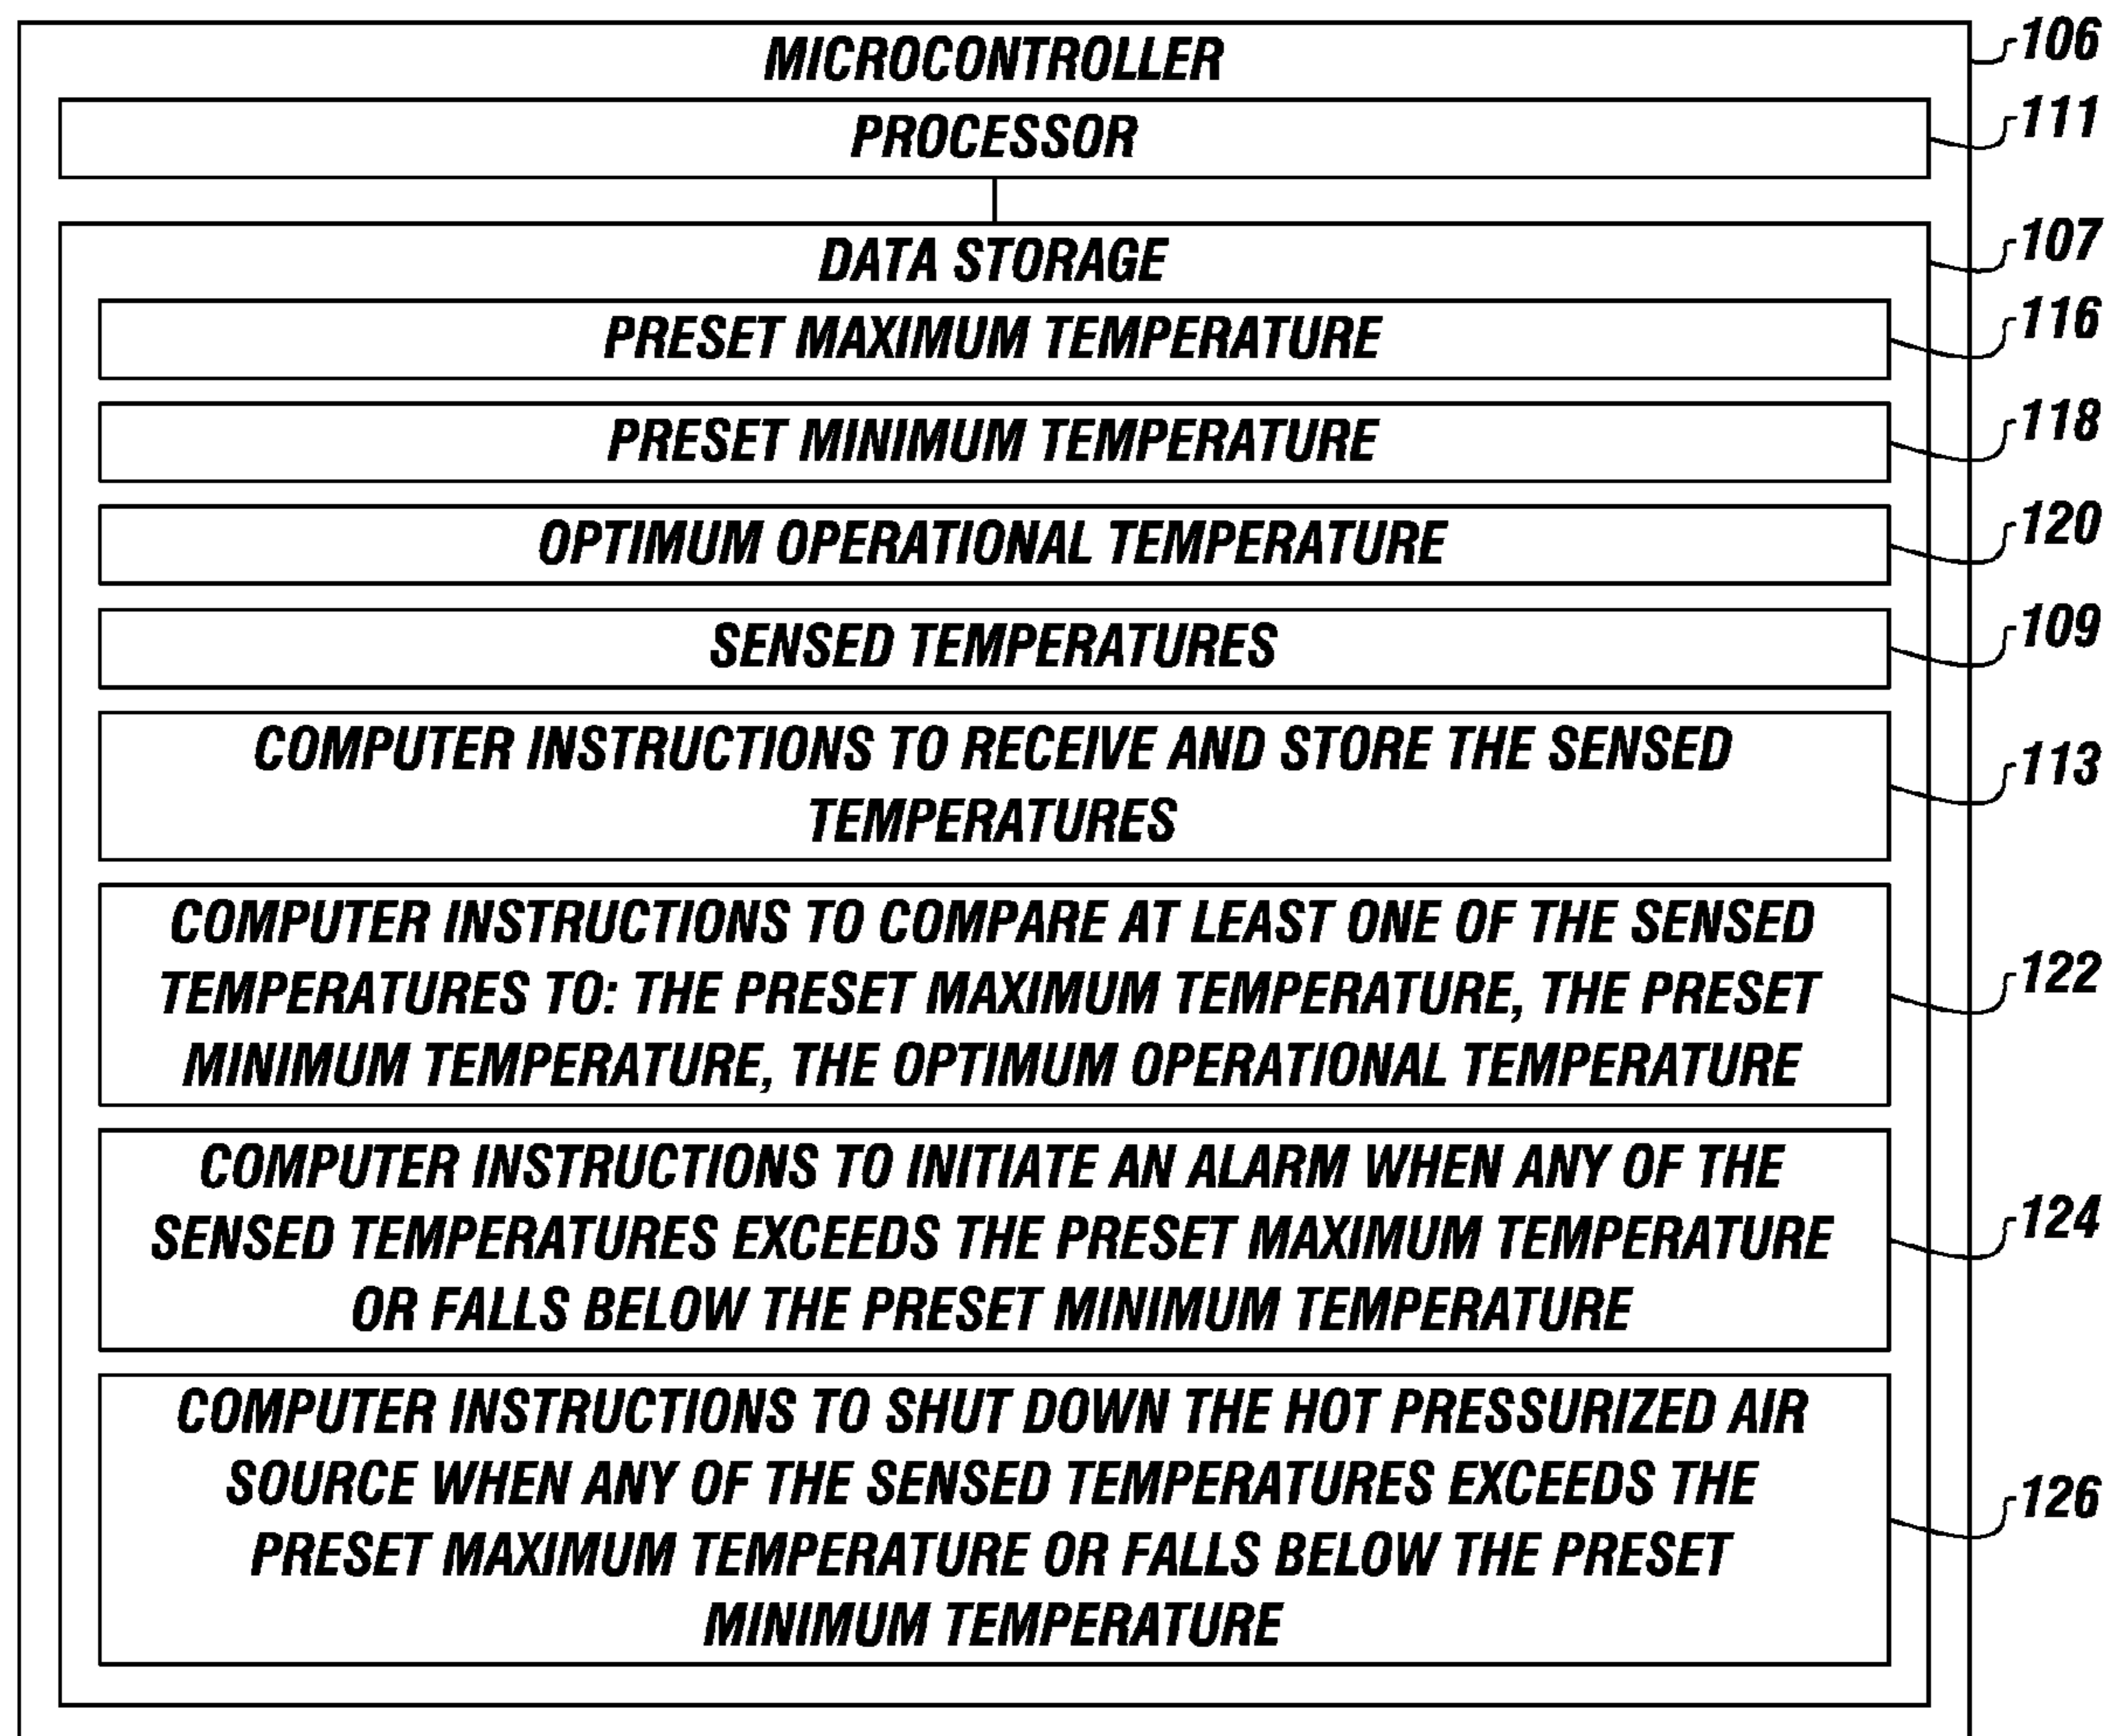 MICROCONTROLLER
106
PROCESSOR
111
DATA STORAGE
107
PRESET MAXIMUM TEMPERATURE
116
PRESET MINIMUM TEMPERATURE
118
OPTIMUM OPERATIONAL TEMPERATURE
120
SENSED TEMPERATURES
109
COMPUTER INSTRUCTIONS TO RECEIVE AND STORE THE SENSED
TEMPERATURES
113
COMPUTER INSTRUCTIONS TO COMPARE AT LEAST ONE OF THE SENSED
TEMPERATURES TO: THE PRESET MAXIMUM TEMPERATURE, THE PRESET
MINIMUM TEMPERATURE, THE OPTIMUM OPERATIONAL TEMPERATURE
122
COMPUTER INSTRUCTIONS TO INITIATE AN ALARM WHEN ANY OF THE
SENSED TEMPERATURES EXCEEDS THE PRESET MAXIMUM TEMPERATURE
OR FALLS BELOW THE PRESET MINIMUM TEMPERATURE
124
COMPUTER INSTRUCTIONS TO SHUT DOWN THE HOT PRESSURIZED AIR
SOURCE WHEN ANY OF THE SENSED TEMPERATURES EXCEEDS THE
PRESET MAXIMUM TEMPERATURE OR FALLS BELOW THE PRESET
MINIMUM TEMPERATURE
126